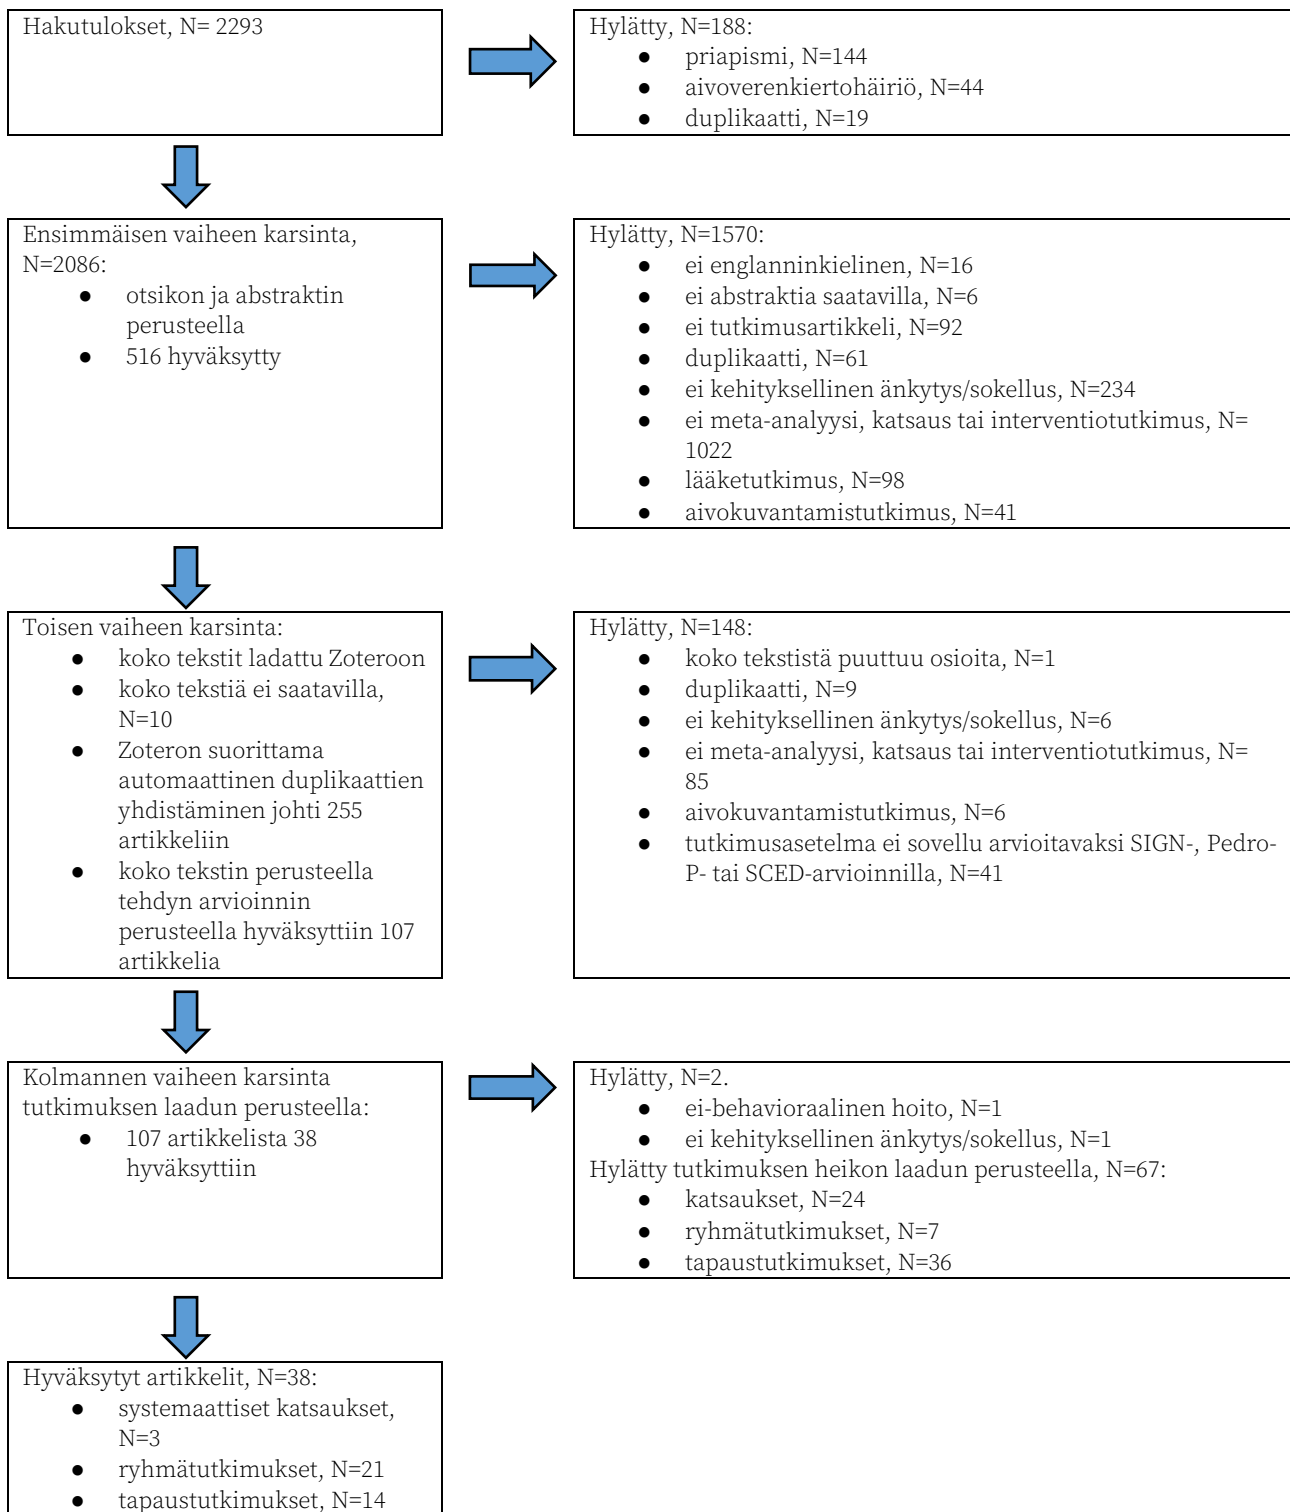 Hakutulokset, N= 2293
Hylätty, N=188:
● priapismi, N=144
● aivoverenkiertohäiriö, N=44
● duplikaatti, N=19
Ensimmäisen vaiheen karsinta,
N=2086:
● otsikon ja abstraktin
perusteella
● 516 hyväksytty
Hylätty, N=1570:
● ei englanninkielinen, N=16
● ei abstraktia saatavilla, N=6
● ei tutkimusartikkeli, N=92
● duplikaatti, N=61
● ei kehityksellinen änkytys/sokellus, N=234
● ei meta-analyysi, katsaus tai interventiotutkimus, N=
1022
● lääketutkimus, N=98
● aivokuvantamistutkimus, N=41
Toisen vaiheen karsinta:
● koko tekstit ladattu Zoteroon
● koko tekstiä ei saatavilla,
N=10
● Zoteron suorittama
automaattinen duplikaattien
yhdistäminen johti 255
artikkeliin
● koko tekstin perusteella
tehdyn arvioinnin
perusteella hyväksyttiin 107
artikkelia
Hylätty, N=148:
● koko tekstistä puuttuu osioita, N=1
● duplikaatti, N=9
● ei kehityksellinen änkytys/sokellus, N=6
● ei meta-analyysi, katsaus tai interventiotutkimus, N=
85
● aivokuvantamistutkimus, N=6
● tutkimusasetelma ei sovellu arvioitavaksi SIGN-, Pedro-
P- tai SCED-arvioinnilla, N=41
Kolmannen vaiheen karsinta
tutkimuksen laadun perusteella:
● 107 artikkelista 38
hyväksyttiin
Hylätty, N=2.
● ei-behavioraalinen hoito, N=1
● ei kehityksellinen änkytys/sokellus, N=1
Hylätty tutkimuksen heikon laadun perusteella, N=67:
● katsaukset, N=24
● ryhmätutkimukset, N=7
● tapaustutkimukset, N=36
Hyväksytyt artikkelit, N=38:
● systemaattiset katsaukset,
N=3
● ryhmätutkimukset, N=21
● tapaustutkimukset, N=14